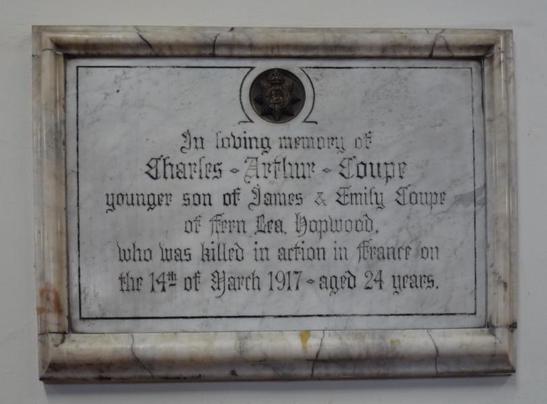 In loving memory of
Charles - Arthur - Coupe
younger son of James & Emily Coupe
of Fern Lea, Hopwood,
who was killed in action in France on
the 14th of March 1917 - aged 24 years.